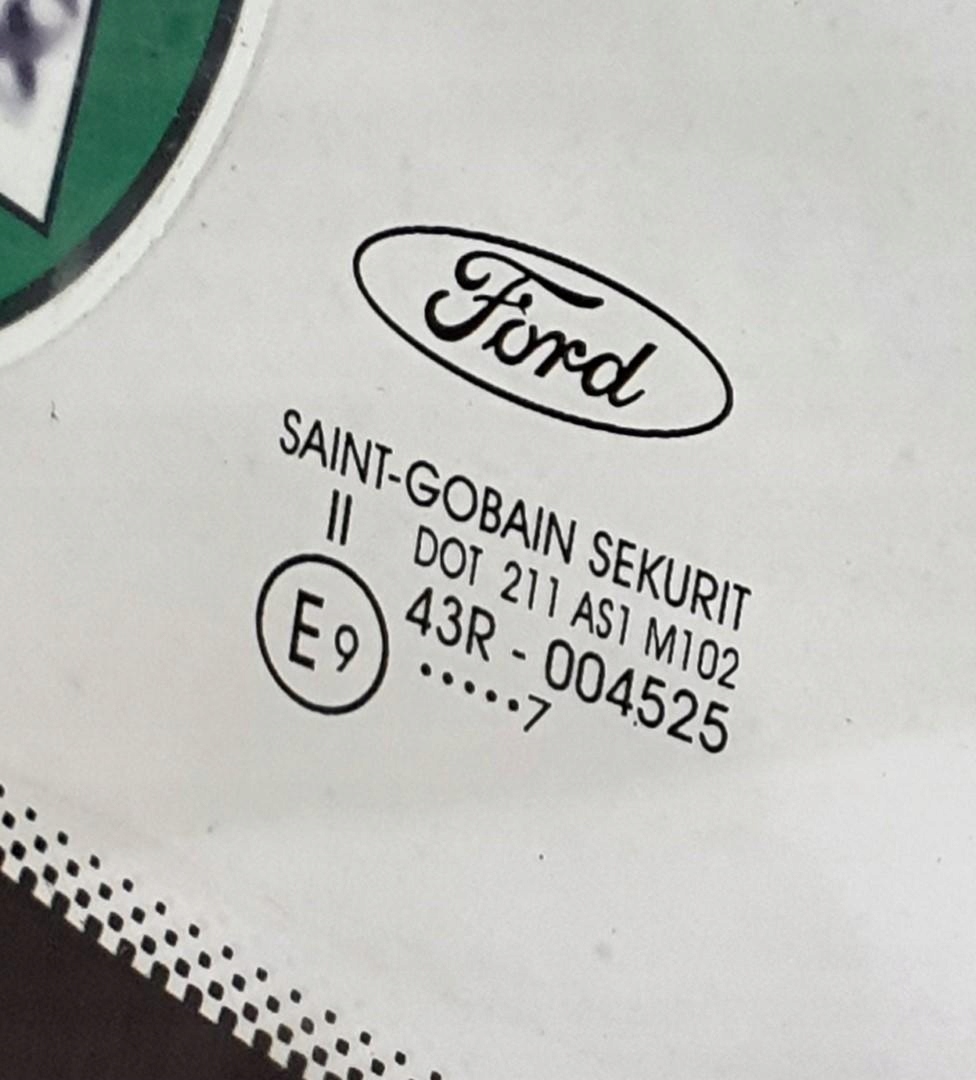 Ford
SAINT-GOBAIN SEKURIT
II DOT 211 AS1 M102
E9 43R - 004525
.....7